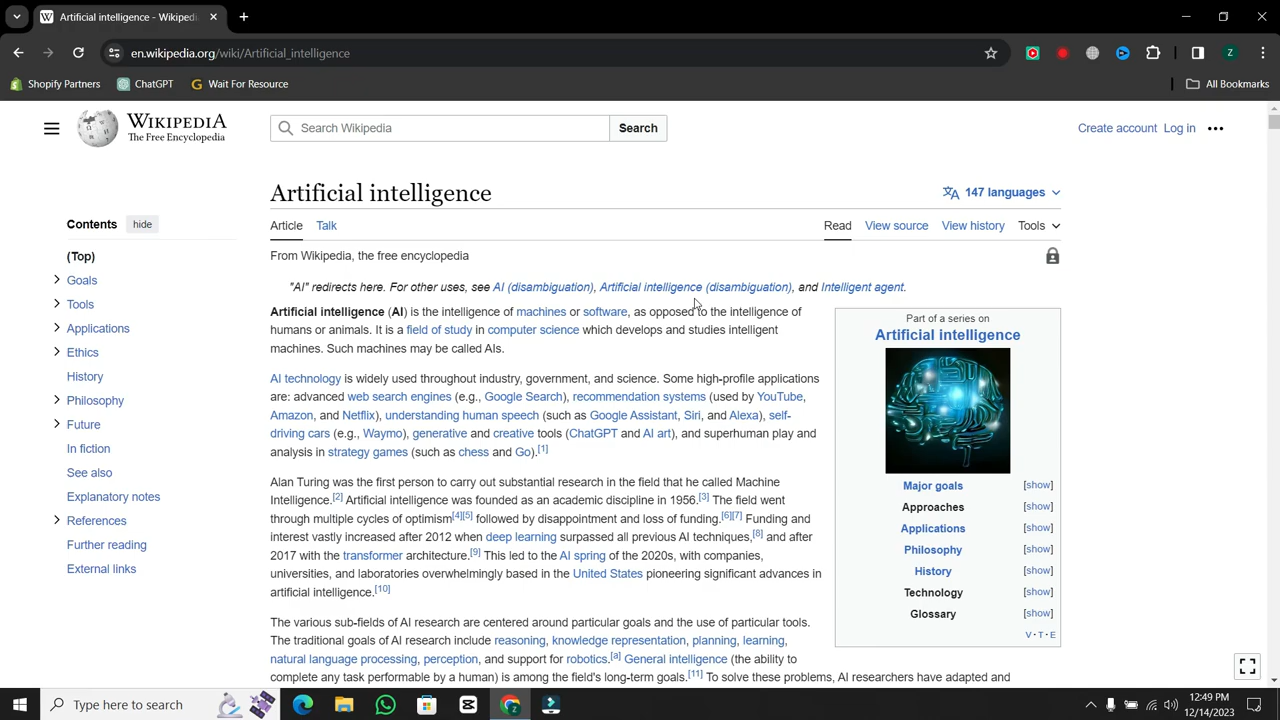 Artificial intelligence - Wikiped
en.wikipedia.org/wiki/Artificial_intelligence
Z
Shopify Partners
ChatGPT
Wait For Resource
All Bookmarks
WIKIPEDIA
The Free Encyclopedia
Search Wikipedia
Search
Create account
Log in
Artificial intelligence
147 languages
Contents
hide
Article
Talk
Read
View source
View history
Tools
(Top)
From Wikipedia, the free encyclopedia
Goals
Tools
Applications
Ethics
History
Philosophy
Future
In fiction
See also
Explanatory notes
References
Further reading
External links
"AI" redirects here. For other uses, see AI (disambiguation), Artificial intelligence (disambiguation), and Intelligent agent.
Artificial intelligence (AI) is the intelligence of machines or software, as opposed to the intelligence of
humans or animals. It is a field of study in computer science which develops and studies intelligent
machines. Such machines may be called AIs.
AI technology is widely used throughout industry, government, and science. Some high-profile applications
are: advanced web search engines (e.g., Google Search), recommendation systems (used by YouTube,
Amazon, and Netflix), understanding human speech (such as Google Assistant, Siri, and Alexa), self-
driving cars (e.g., Waymo), generative and creative tools (ChatGPT and AI art), and superhuman play and
analysis in strategy games (such as chess and Go).[1]
Alan Turing was the first person to carry out substantial research in the field that he called Machine
Intelligence.[2] Artificial intelligence was founded as an academic discipline in 1956.[3] The field went
through multiple cycles of optimism[4][5] followed by disappointment and loss of funding.[6][7] Funding and
interest vastly increased after 2012 when deep learning surpassed all previous AI techniques,[8] and after
2017 with the transformer architecture.[9] This led to the AI spring of the 2020s, with companies,
universities, and laboratories overwhelmingly based in the United States pioneering significant advances in
artificial intelligence.[10]
The various sub-fields of AI research are centered around particular goals and the use of particular tools.
The traditional goals of AI research include reasoning, knowledge representation, planning, learning,
natural language processing, perception, and support for robotics.[a] General intelligence (the ability to
complete any task performable by a human) is among the field's long-term goals.[11] To solve these problems, AI researchers have adapted and
Part of a series on
Artificial intelligence
Major goals [show]
Approaches [show]
Applications [show]
Philosophy [show]
History [show]
Technology [show]
Glossary [show]
V·T·E
Type here to search
12:49 PM
12/14/2023